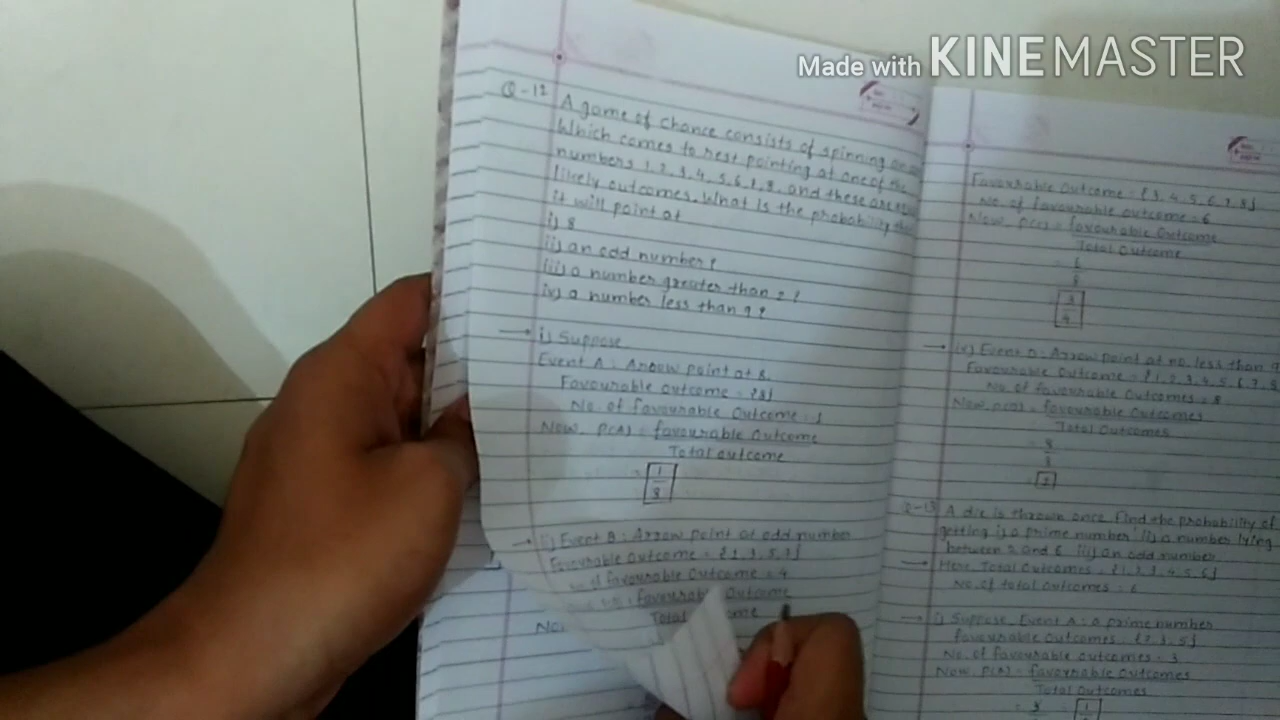 Made with KINEMASTER
Q-12 A game of chance consists of spinning an
Which comes to rest pointing at one of the
numbers 1, 2, 3, 4, 5, 6, 7, 8, and these are
likely outcomes. What is the probability
it will point at
i) 8
ii) an odd number?
iii) a number greater than 2?
iv) a number less than 9?
→ i) Suppose
Event A: Arrow point at 8.
Favourable outcome = {8}
No. of favourable Outcome = 1
Now, P(A) = favourable Outcome
Total outcome
= 1
8
→ ii) Event B: Arrow point at odd number
Favourable outcome = {1, 3, 5, 7}
No of favourable Outcome = 4
Outcome
Total
Favourable Outcome = {3, 4, 5, 6, 7, 8}
No. of favourable outcome = 6
Now, P(C) = favourable Outcome
Total Outcome
= 6
8
3
4
→ iv) Event D: Arrow point at no. less than 9
Favourable Outcome = {1, 2, 3, 4, 5, 6, 7, 8
No. of favourable outcomes = 8
Now, P(D) = favourable Outcomes
Total Outcomes
= 8
8
1
Q-13 A die is thrown once. Find the probability of
getting i) a prime number ii) a number lying
between 2 and 6 iii) an odd number
→ Here, Total Outcomes = {1, 2, 3, 4, 5, 6}
No. of total outcomes = 6
→ i) Suppose, Event A: a prime number
favourable outcomes = {2, 3, 5}
No. of favourable outcomes = 3
Now, P(A) = favourable Outcomes
Total Outcomes
= 3
1